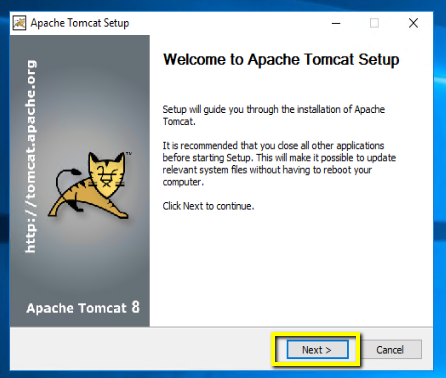 Apache Tomcat Setup
http://tomcat.apache.org
Apache Tomcat 8
Welcome to Apache Tomcat Setup
Setup will guide you through the installation of Apache
Tomcat.
It is recommended that you close all other applications
before starting Setup. This will make it possible to update
relevant system files without having to reboot your
computer.
Click Next to continue.
Next >
Cancel